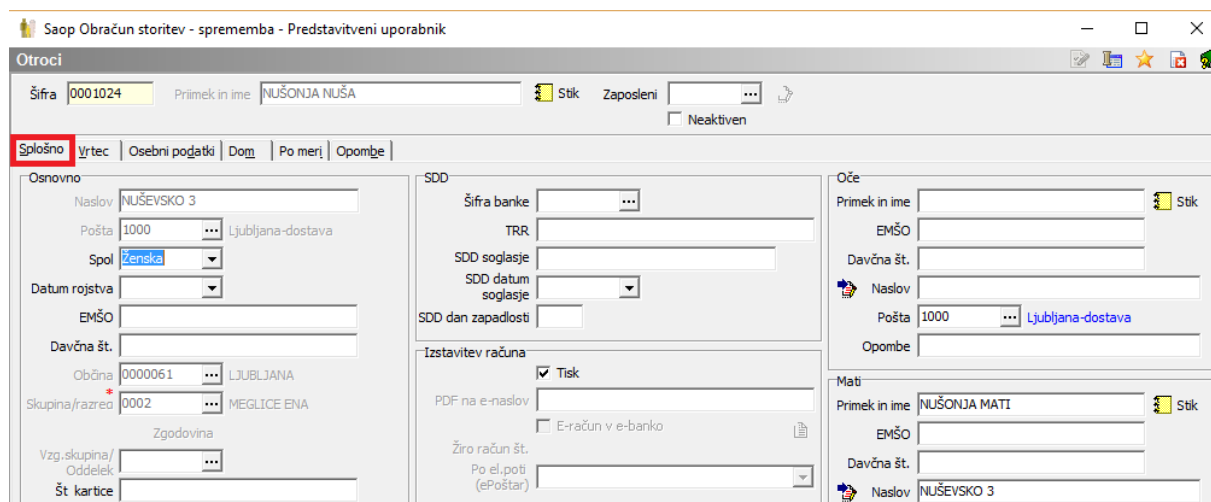 Saop Obračun storitev - sprememba - Predstavitveni uporabnik
Otroci
Šifra 0001024 Priimek in ime NUŠONJA NUŠA Stik Zaposleni ...
Neaktiven
Splošno Vrtec Osebni podatki Dom Po meri Opombe
Osnovno
Naslov NUŠEVSKO 3
Pošta 1000 ... Ljubljana-dostava
Spol Ženska
Datum rojstva
EMŠO
Davčna št.
Občina 0000061 ... LJUBLJANA
*
Skupina/razred 0002 ... MEGLICE ENA
Zgodovina
Vzg.skupina/
Oddelek ...
Št kartice
SDD
Šifra banke ...
TRR
SDD soglasje
SDD datum
soglasje
SDD dan zapadlosti
Izstavitev računa
Tisk
PDF na e-naslov
E-račun v e-banko
Žiro račun št.
Po el.poti
(ePoštar)
Oče
Primek in ime Stik
EMŠO
Davčna št.
Naslov
Pošta 1000 ... Ljubljana-dostava
Opombe
Mati
Primek in ime NUŠONJA MATI Stik
EMŠO
Davčna št.
Naslov NUŠEVSKO 3